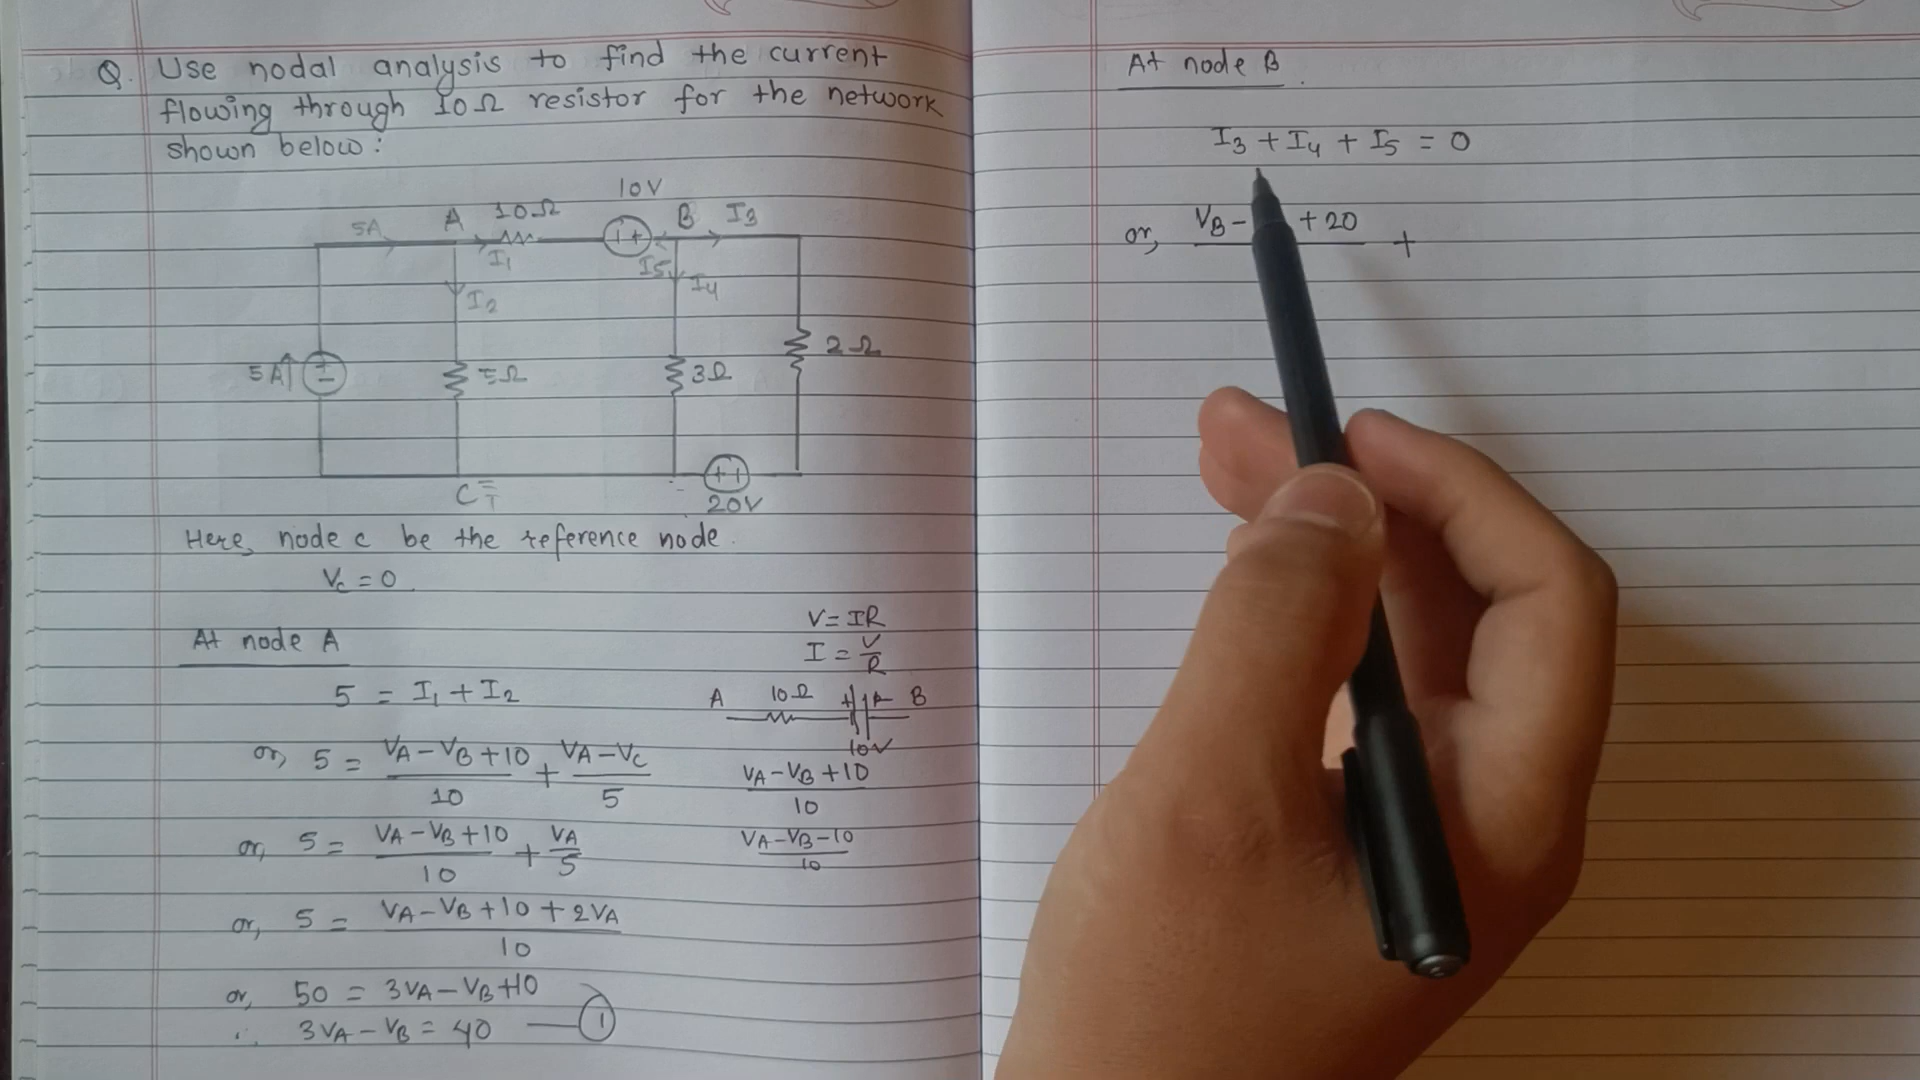 Q. Use nodal analysis to find the current
flowing through 10Ω resistor for the network
shown below:
10V
5A A 10Ω B I3
I1 I5 I4
I2
5A 5Ω 3Ω 2Ω
C
20V
Here, node c be the reference node.
Vc = 0
At node A
5 = I1 + I2
or, 5 = VA - VB + 10 / 10 + VA - VC / 5
or, 5 = VA - VB + 10 / 10 + VA / 5
or, 5 = VA - VB + 10 + 2VA / 10
or, 50 = 3VA - VB + 10
∴ 3VA - VB = 40 — 1
V = IR
I = V / R
A 10Ω B
10V
VA - VB + 10 / 10
VA - VB - 10 / 10
At node B.
I3 + I4 + I5 = 0
or, VB - + 20 +